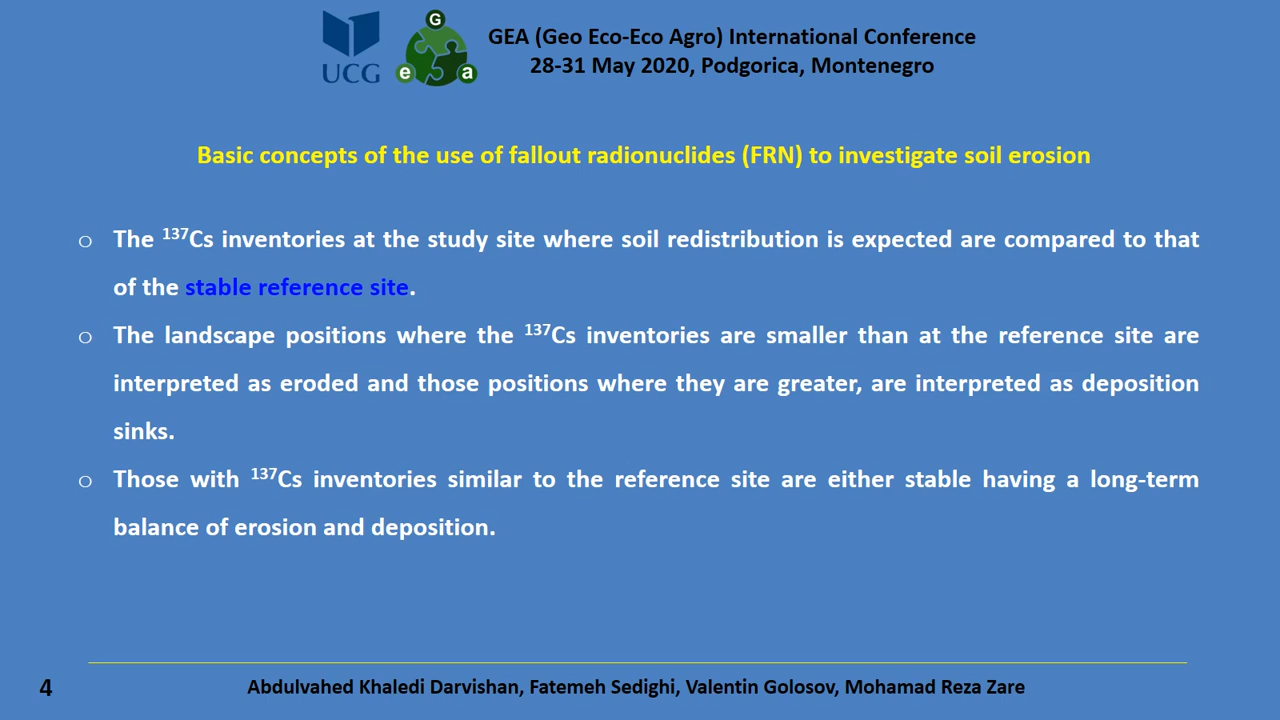 UCG
G
e
a
GEA (Geo Eco-Eco Agro) International Conference
28-31 May 2020, Podgorica, Montenegro
Basic concepts of the use of fallout radionuclides (FRN) to investigate soil erosion
o The ¹³⁷Cs inventories at the study site where soil redistribution is expected are compared to that
of the stable reference site.
o The landscape positions where the ¹³⁷Cs inventories are smaller than at the reference site are
interpreted as eroded and those positions where they are greater, are interpreted as deposition
sinks.
o Those with ¹³⁷Cs inventories similar to the reference site are either stable having a long-term
balance of erosion and deposition.
4
Abdulvahed Khaledi Darvishan, Fatemeh Sedighi, Valentin Golosov, Mohamad Reza Zare